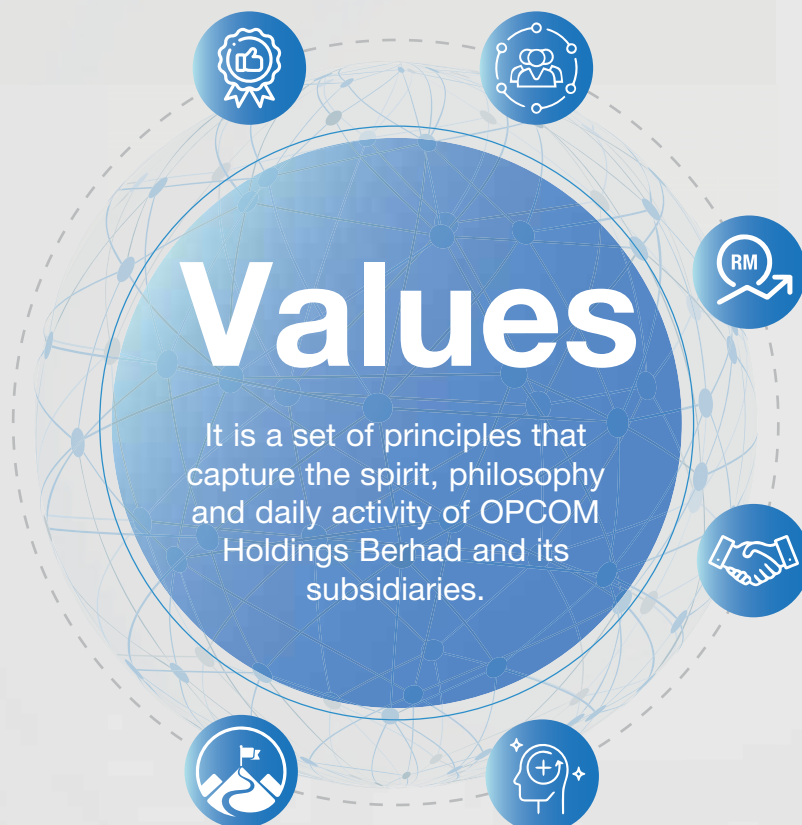 Values
RM
It is a set of principles that
capture the spirit, philosophy
and daily activity of OPCOM
Holdings Berhad and its
subsidiaries.